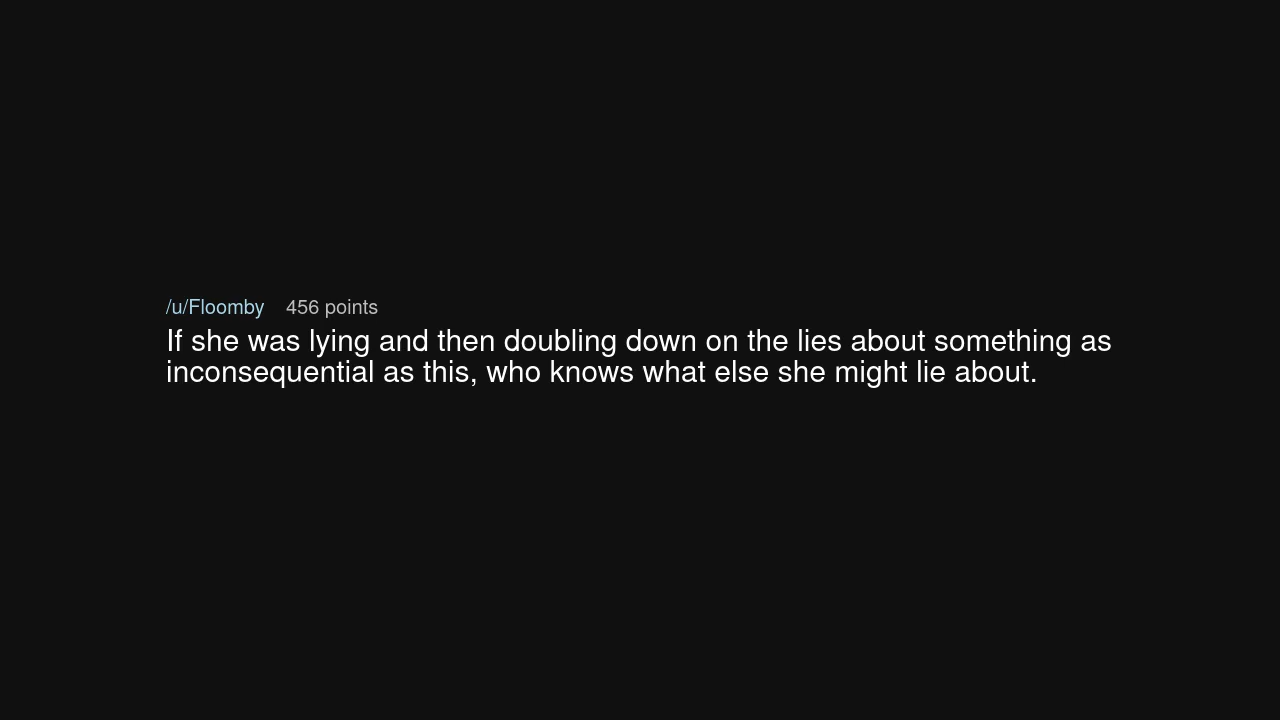 /u/Floomby 456 points
If she was lying and then doubling down on the lies about something as
inconsequential as this, who knows what else she might lie about.